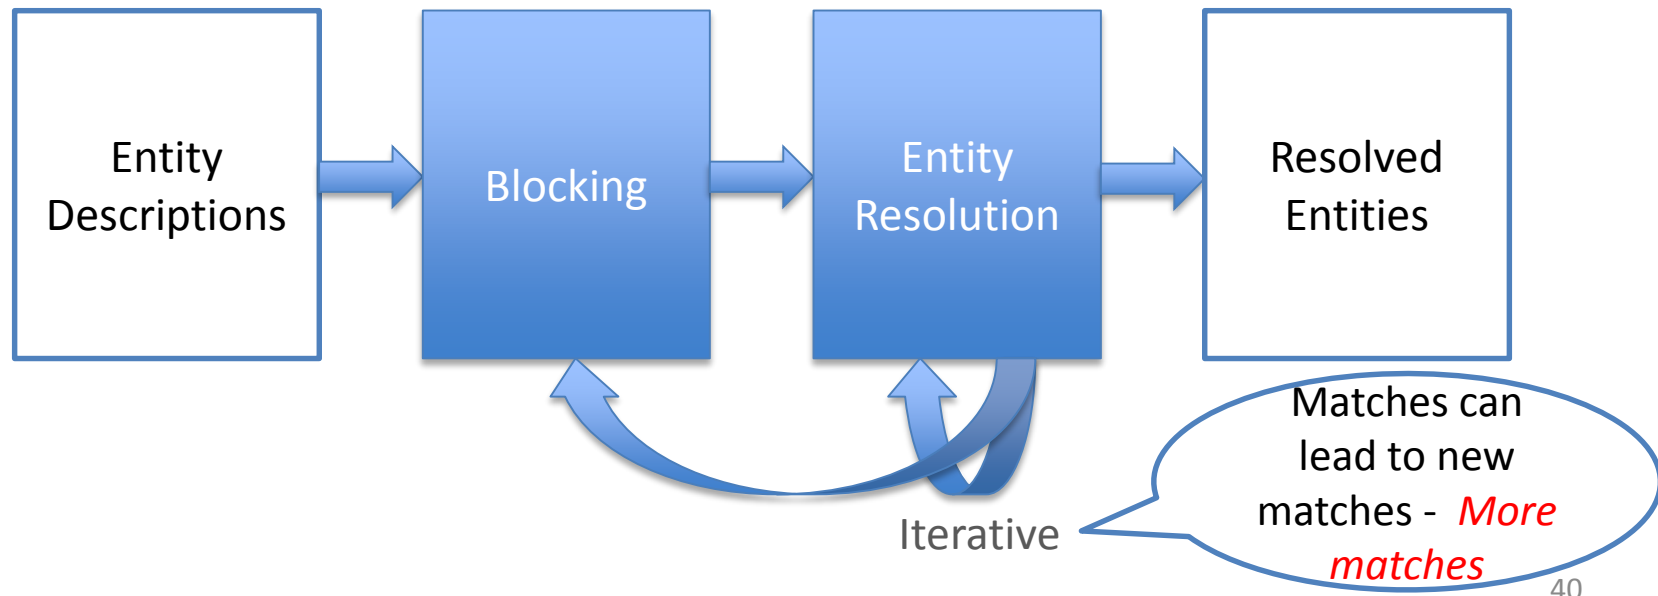 Entity
Descriptions
Blocking
Entity
Resolution
Resolved
Entities
Iterative
Matches can
lead to new
matches - More
matches
40